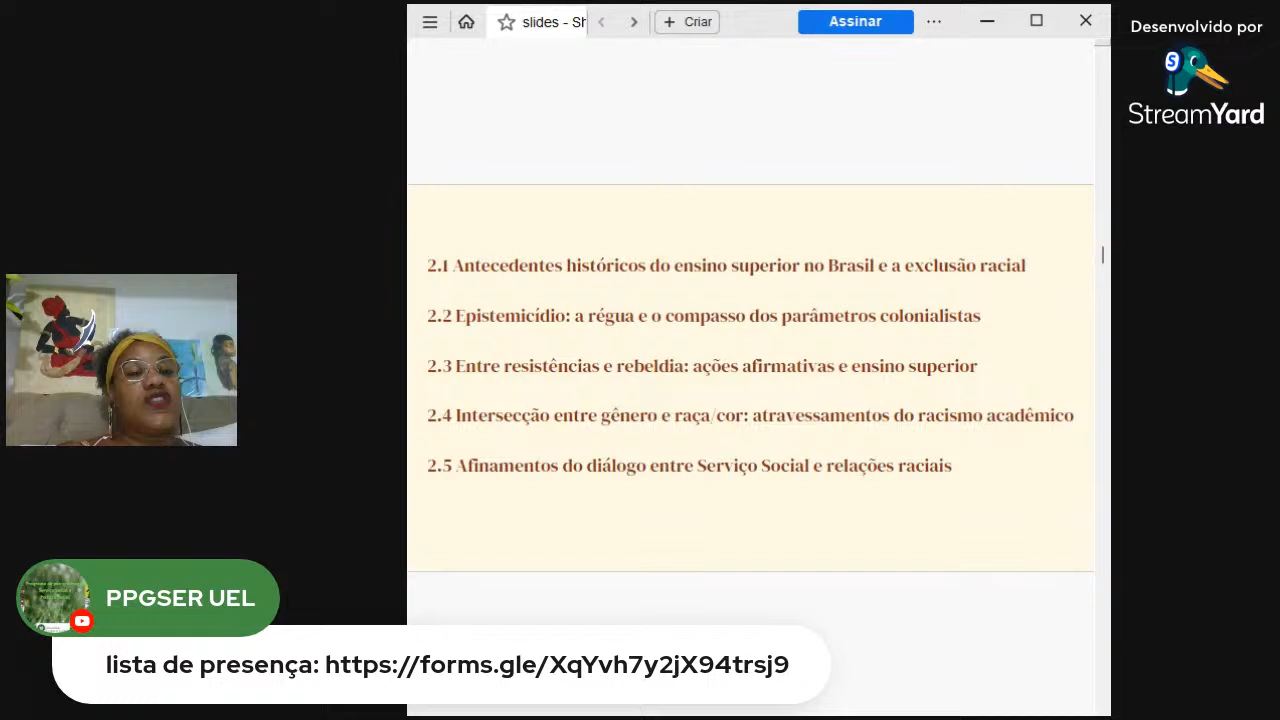 slides - Sh
Criar
Assinar
Desenvolvido por
StreamYard
2.1 Antecedentes históricos do ensino superior no Brasil e a exclusão racial
2.2 Epistemicídio: a régua e o compasso dos parâmetros colonialistas
2.3 Entre resistências e rebeldia: ações afirmativas e ensino superior
2.4 Intersecção entre gênero e raça/cor: atravessamentos do racismo acadêmico
2.5 Afinamentos do diálogo entre Serviço Social e relações raciais
PPGSER UEL
lista de presença: https://forms.gle/XqYvh7y2jX94trsj9